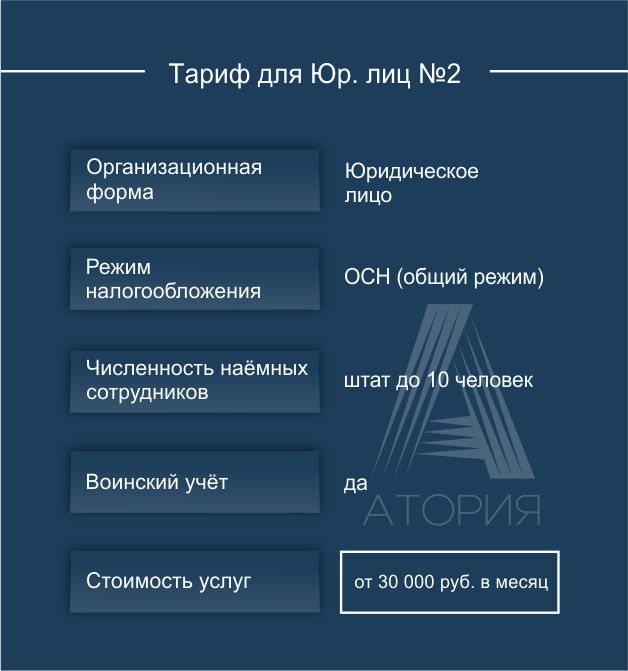 Тариф для Юр. лиц №2
Организационная
форма
Юридическое
лицо
Режим
налогообложения
ОСН (общий режим)
Численность наёмных
сотрудников
штат до 10 человек
Воинский учёт
да
АТОРИЯ
Стоимость услуг
от 30 000 руб. в месяц